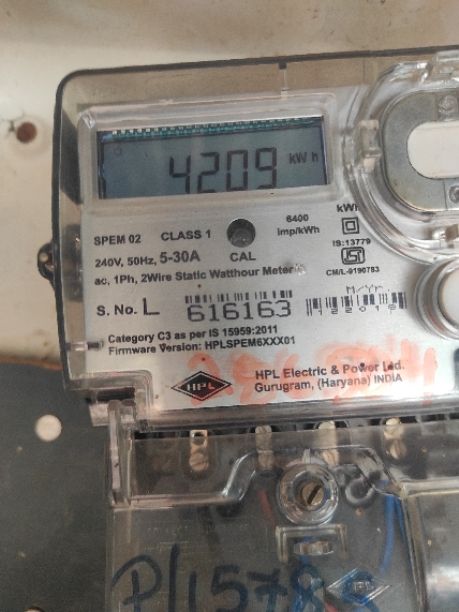 4209 kWh
SPEM 02 CLASS 1 6400 imp/kWh kWh
240V, 50Hz, 5-30A CAL IS:13779
ac, 1Ph, 2Wire Static Watthour Meter CM/L-9190783
M/Yr.
S. No. L 616163 122019
Category C3 as per IS 15959:2011
Firmware Version: HPLSPEM6XXX01
HPL HPL Electric & Power Ltd.
Gurugram, (Haryana) INDIA